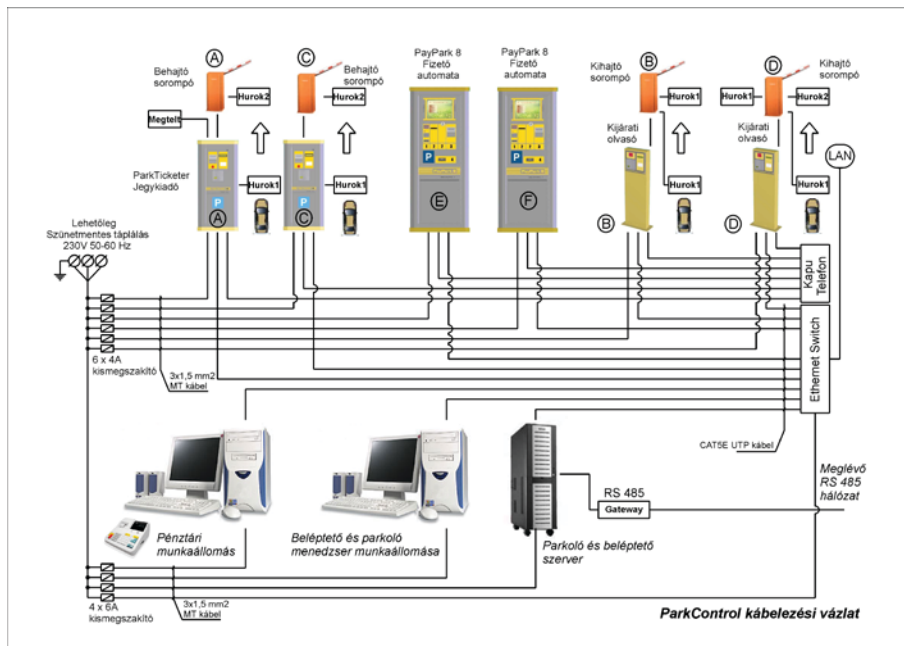 A
C
PayPark 8
Fizető
automata
PayPark 8
Fizető
automata
B
D
Behajtó
sorompó
Behajtó
sorompó
Kihajtó
sorompó
Kihajtó
sorompó
Hurok2
Hurok2
Hurok1
Hurok1
Hurok2
Megtelt
Kijárati
olvasó
Kijárati
olvasó
LAN
ParkTicketer
Jegykiadó
Hurok1
Hurok1
Hurok1
Hurok1
P
P
P
P
A
C
E
F
B
D
Lehetőleg
Szünetmentes táplálás
230V 50-60 Hz
Kapu
Telefon
Ethernet Switch
6 x 4A
kismegszakító
3x1,5 mm2
MT kábel
CAT5E UTP kábel
Meglévő
RS 485
hálózat
RS 485
Gateway
Pénztári
munkaállomás
Beléptető és parkoló
menedzser munkaállomása
Parkoló és beléptető
szerver
4 x 6A
kismegszakító
3x1,5 mm2
MT kábel
ParkControl kábelezési vázlat